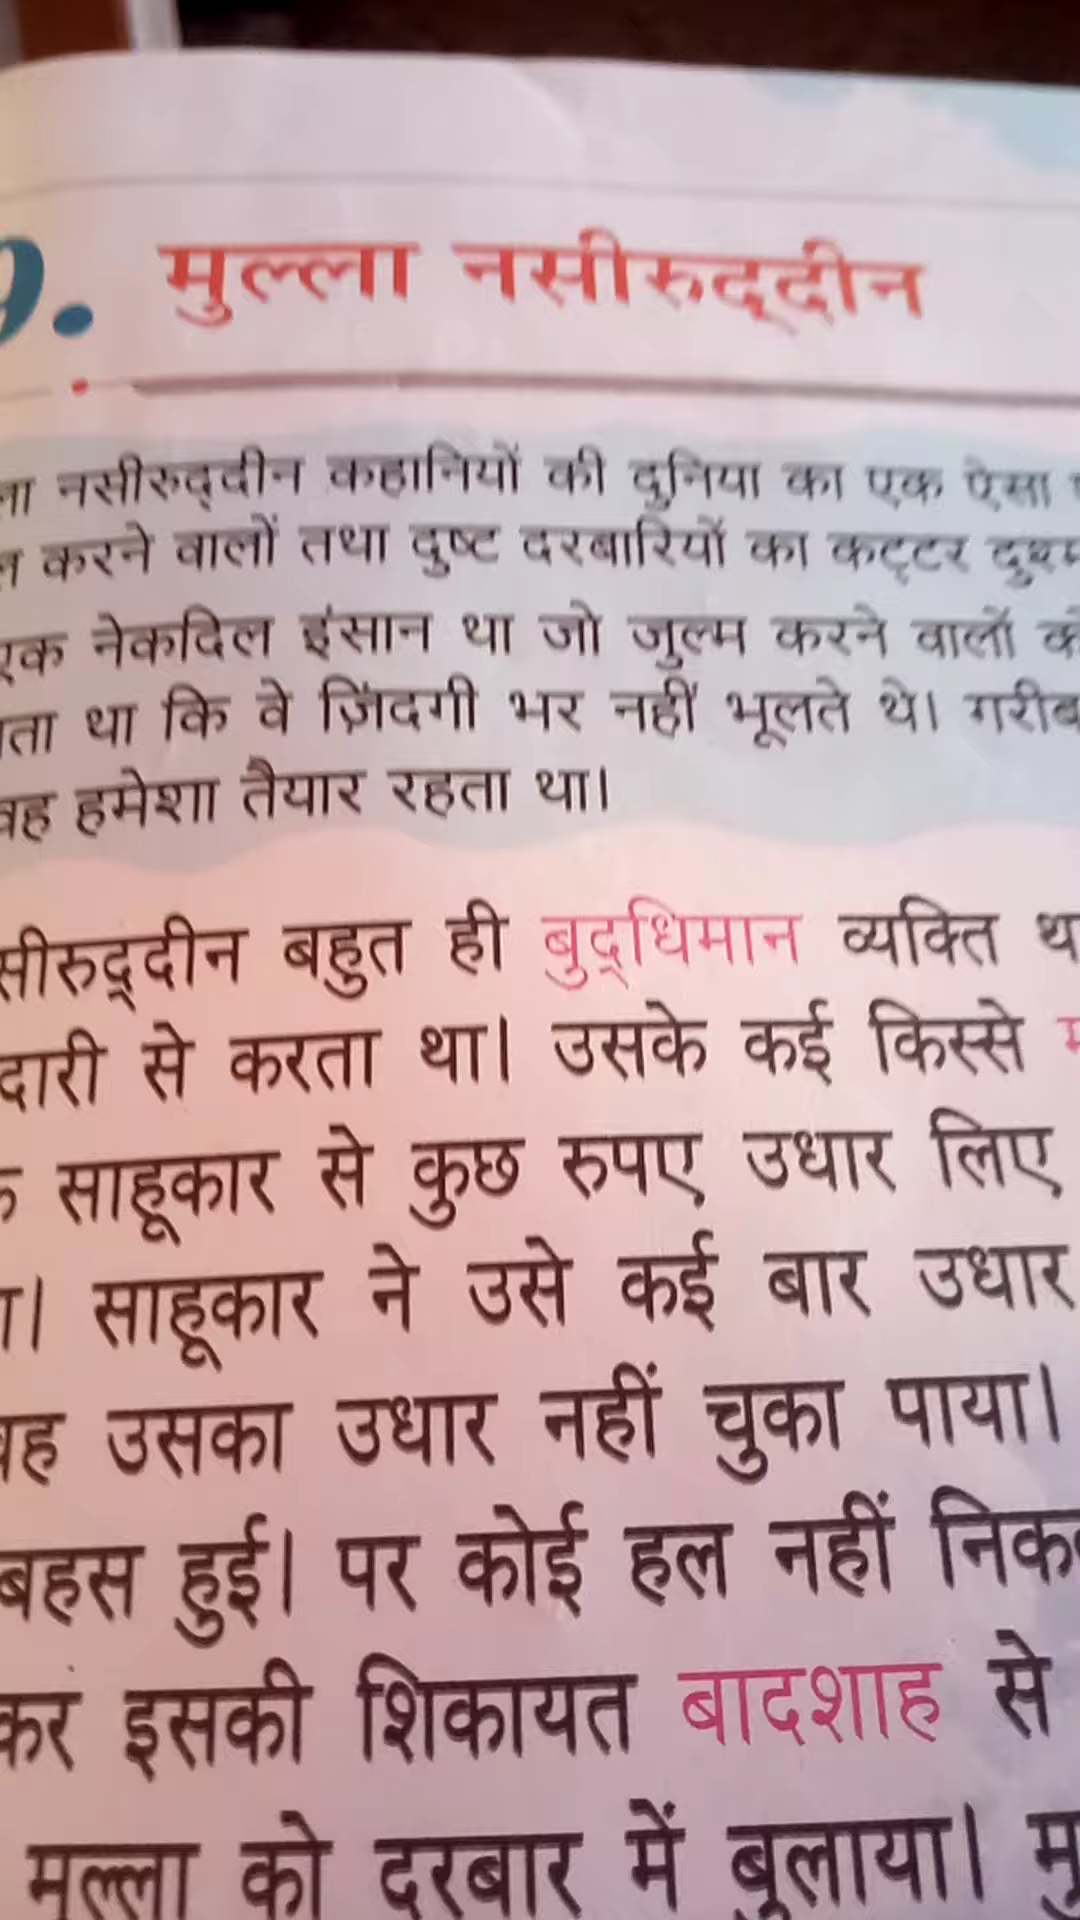 9. मुल्ला नसीरुद्दीन
नसीरुद्दीन कहानियों की दुनिया का एक ऐसा
करने वालों तथा दुष्ट दरबारियों का कट्टर
एक नेकदिल इंसान था जो जुल्म करने वालों
था कि वे ज़िंदगी भर नहीं भूलते थे। गरीब
वह हमेशा तैयार रहता था।
बहुत ही बुद्धिमान व्यक्ति
से करता था। उसके कई किस्से
साहूकार से कुछ रुपए उधार लिए
साहूकार ने उसे कई बार उधार
वह उसका उधार नहीं चुका पाया।
बहस हुई। पर कोई हल नहीं
इसकी शिकायत बादशाह से
मुल्ला को दरबार में बुलाया।